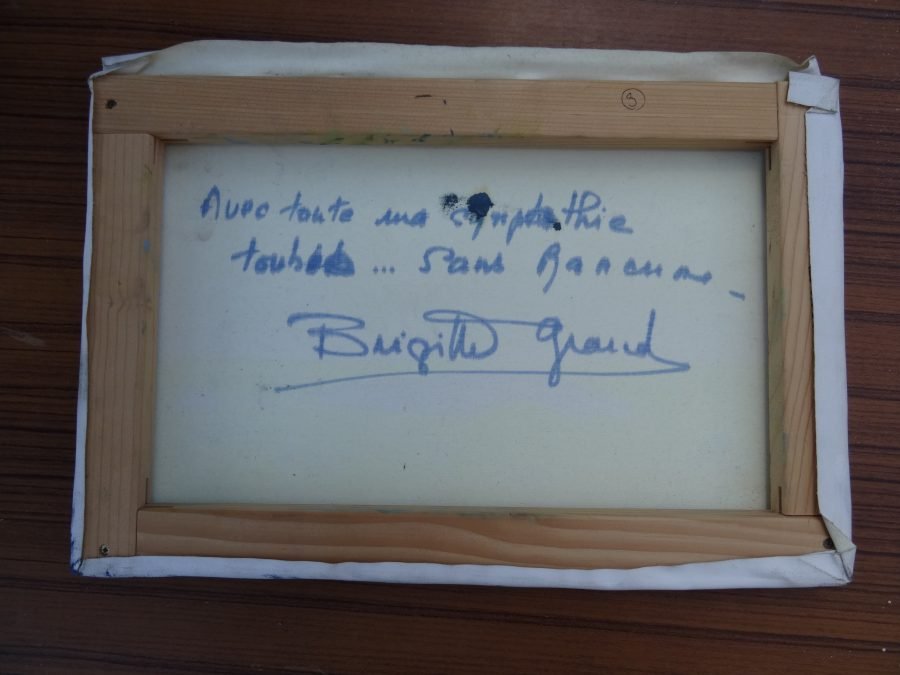 3
Avec toute ma sympathie
... Sans Rancune
Brigitte Grand